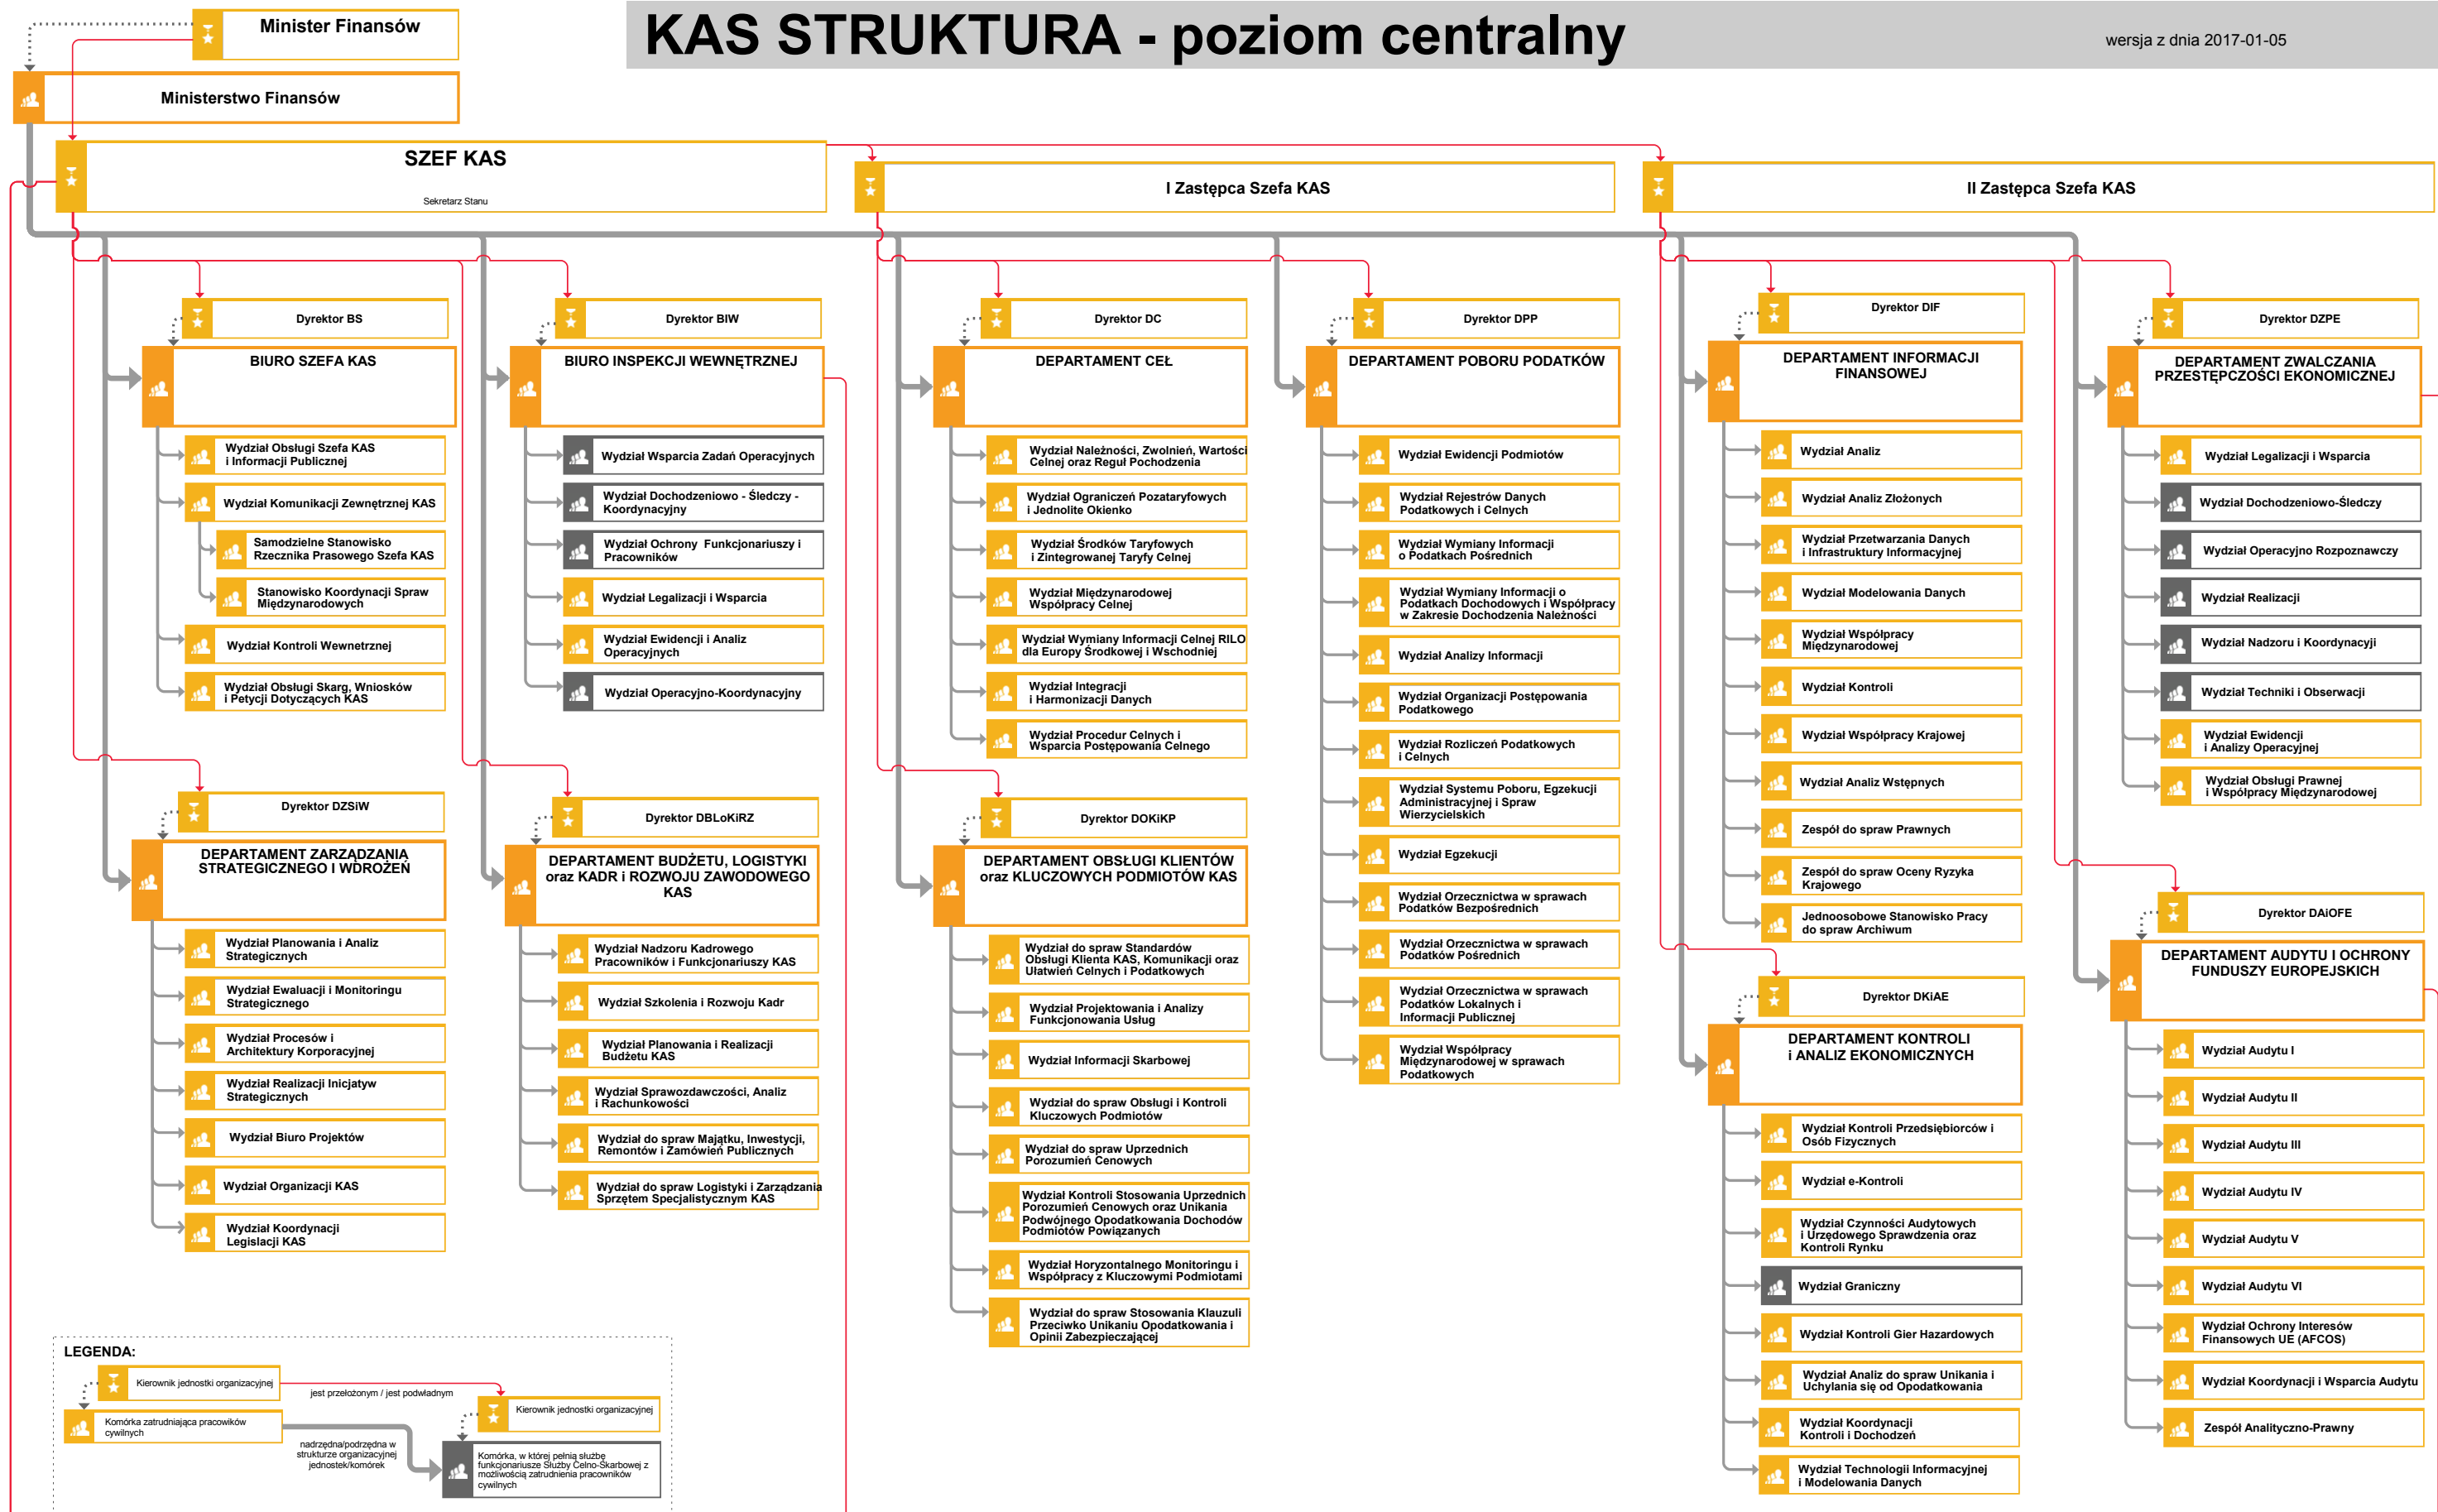 KAS STRUKTURA - poziom centralny
wersja z dnia 2017-01-05
Minister Finansów
Ministerstwo Finansów
SZEF KAS
Sekretarz Stanu
I Zastępca Szefa KAS
II Zastępca Szefa KAS
Dyrektor BS
BIURO SZEFA KAS
Wydział Obsługi Szefa KAS
i Informacji Publicznej
Wydział Komunikacji Zewnętrznej KAS
Samodzielne Stanowisko
Rzecznika Prasowego Szefa KAS
Stanowisko Koordynacji Spraw
Międzynarodowych
Wydział Kontroli Wewnetrznej
Wydział Obsługi Skarg, Wniosków
i Petycji Dotyczących KAS
Dyrektor BIW
BIURO INSPEKCJI WEWNĘTRZNEJ
Wydział Wsparcia Zadań Operacyjnych
Wydział Dochodzeniowo - Śledczy -
Koordynacyjny
Wydział Ochrony Funkcjonariuszy i
Pracowników
Wydział Legalizacji i Wsparcia
Wydział Ewidencji i Analiz
Operacyjnych
Wydział Operacyjno-Koordynacyjny
Dyrektor DC
DEPARTAMENT CEŁ
Wydział Należności, Zwolnień, Wartości
Celnej oraz Reguł Pochodzenia
Wydział Ograniczeń Pozataryfowych
i Jednolite Okienko
Wydział Środków Taryfowych
i Zintegrowanej Taryfy Celnej
Wydział Międzynarodowej
Współpracy Celnej
Wydział Wymiany Informacji Celnej RILO
dla Europy Środkowej i Wschodniej
Wydział Integracji
i Harmonizacji Danych
Wydział Procedur Celnych i
Wsparcia Postępowania Celnego
Dyrektor DPP
DEPARTAMENT POBORU PODATKÓW
Wydział Ewidencji Podmiotów
Wydział Rejestrów Danych
Podatkowych i Celnych
Wydział Wymiany Informacji
o Podatkach Pośrednich
Wydział Wymiany Informacji o
Podatkach Dochodowych i Współpracy
w Zakresie Dochodzenia Należności
Wydział Analizy Informacji
Wydział Organizacji Postępowania
Podatkowego
Wydział Rozliczeń Podatkowych
i Celnych
Wydział Systemu Poboru, Egzekucji
Administracyjnej i Spraw
Wierzycielskich
Wydział Egzekucji
Wydział Orzecznictwa w sprawach
Podatków Bezpośrednich
Wydział Orzecznictwa w sprawach
Podatków Pośrednich
Wydział Orzecznictwa w sprawach
Podatków Lokalnych i
Informacji Publicznej
Wydział Współpracy
Międzynarodowej w sprawach
Podatkowych
Dyrektor DIF
DEPARTAMENT INFORMACJI
FINANSOWEJ
Wydział Analiz
Wydział Analiz Złożonych
Wydział Przetwarzania Danych
i Infrastruktury Informacyjnej
Wydział Modelowania Danych
Wydział Współpracy
Międzynarodowej
Wydział Kontroli
Wydział Współpracy Krajowej
Wydział Analiz Wstępnych
Zespół do spraw Prawnych
Zespół do spraw Oceny Ryzyka
Krajowego
Jednoosobowe Stanowisko Pracy
do spraw Archiwum
Dyrektor DZPE
DEPARTAMENT ZWALCZANIA
PRZESTĘPCZOŚCI EKONOMICZNEJ
Wydział Legalizacji i Wsparcia
Wydział Dochodzeniowo-Śledczy
Wydział Operacyjno Rozpoznawczy
Wydział Realizacji
Wydział Nadzoru i Koordynacyji
Wydział Techniki i Obserwacji
Wydział Ewidencji
i Analizy Operacyjnej
Wydział Obsługi Prawnej
i Współpracy Międzynarodowej
Dyrektor DZSiW
DEPARTAMENT ZARZĄDZANIA
STRATEGICZNEGO I WDROŻEŃ
Wydział Planowania i Analiz
Strategicznych
Wydział Ewaluacji i Monitoringu
Strategicznego
Wydział Procesów i
Architektury Korporacyjnej
Wydział Realizacji Inicjatyw
Strategicznych
Wydział Biuro Projektów
Wydział Organizacji KAS
Wydział Koordynacji
Legislacji KAS
Dyrektor DBLoKiRZ
DEPARTAMENT BUDŻETU, LOGISTYKI
oraz KADR i ROZWOJU ZAWODOWEGO
KAS
Wydział Nadzoru Kadrowego
Pracowników i Funkcjonariuszy KAS
Wydział Szkolenia i Rozwoju Kadr
Wydział Planowania i Realizacji
Budżetu KAS
Wydział Sprawozdawczości, Analiz
i Rachunkowości
Wydział do spraw Majątku, Inwestycji,
Remontów i Zamówień Publicznych
Wydział do spraw Logistyki i Zarządzania
Sprzętem Specjalistycznym KAS
Dyrektor DOKiKP
DEPARTAMENT OBSŁUGI KLIENTÓW
oraz KLUCZOWYCH PODMIOTÓW KAS
Wydział do spraw Standardów
Obsługi Klienta KAS, Komunikacji oraz
Ułatwień Celnych i Podatkowych
Wydział Projektowania i Analizy
Funkcjonowania Usług
Wydział Informacji Skarbowej
Wydział do spraw Obsługi i Kontroli
Kluczowych Podmiotów
Wydział do spraw Uprzednich
Porozumień Cenowych
Wydział Kontroli Stosowania Uprzednich
Porozumień Cenowych oraz Unikania
Podwójnego Opodatkowania Dochodów
Podmiotów Powiązanych
Wydział Horyzontalnego Monitoringu i
Współpracy z Kluczowymi Podmiotami
Wydział do spraw Stosowania Klauzuli
Przeciwko Unikaniu Opodatkowania i
Opinii Zabezpieczającej
Dyrektor DKiAE
DEPARTAMENT KONTROLI
i ANALIZ EKONOMICZNYCH
Wydział Kontroli Przedsiębiorców i
Osób Fizycznych
Wydział e-Kontroli
Wydział Czynności Audytowych
i Urzędowego Sprawdzenia oraz
Kontroli Rynku
Wydział Graniczny
Wydział Kontroli Gier Hazardowych
Wydział Analiz do spraw Unikania i
Uchylania się od Opodatkowania
Wydział Koordynacji
Kontroli i Dochodzeń
Wydział Technologii Informacyjnej
i Modelowania Danych
Dyrektor DAiOFE
DEPARTAMENT AUDYTU I OCHRONY
FUNDUSZY EUROPEJSKICH
Wydział Audytu I
Wydział Audytu II
Wydział Audytu III
Wydział Audytu IV
Wydział Audytu V
Wydział Audytu VI
Wydział Ochrony Interesów
Finansowych UE (AFCOS)
Wydział Koordynacji i Wsparcia Audytu
Zespół Analityczno-Prawny
LEGENDA:
Kierownik jednostki organizacyjnej
jest przełożonym / jest podwładnym
Kierownik jednostki organizacyjnej
Komórka zatrudniająca pracowików
cywilnych
nadrzędna/podrzędna w
strukturze organizacyjnej
jednostek/komórek
Komórka, w której pełnią służbę
funkcjonariusze Służby Celno-Skarbowej z
możliwością zatrudnienia pracowników
cywilnych